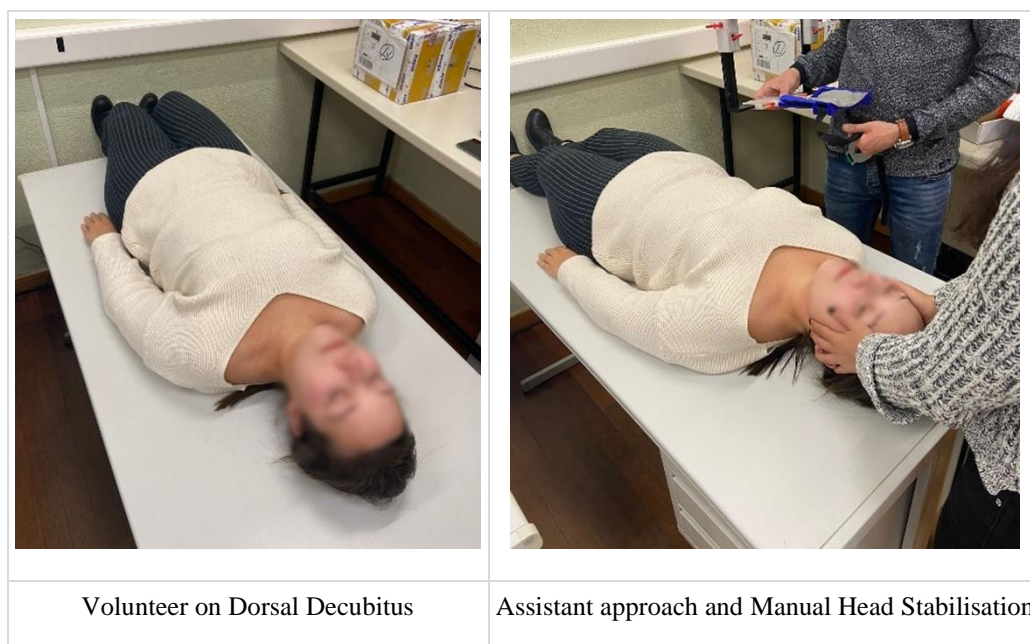 Volunteer on Dorsal Decubitus
Assistant approach and Manual Head Stabilisation